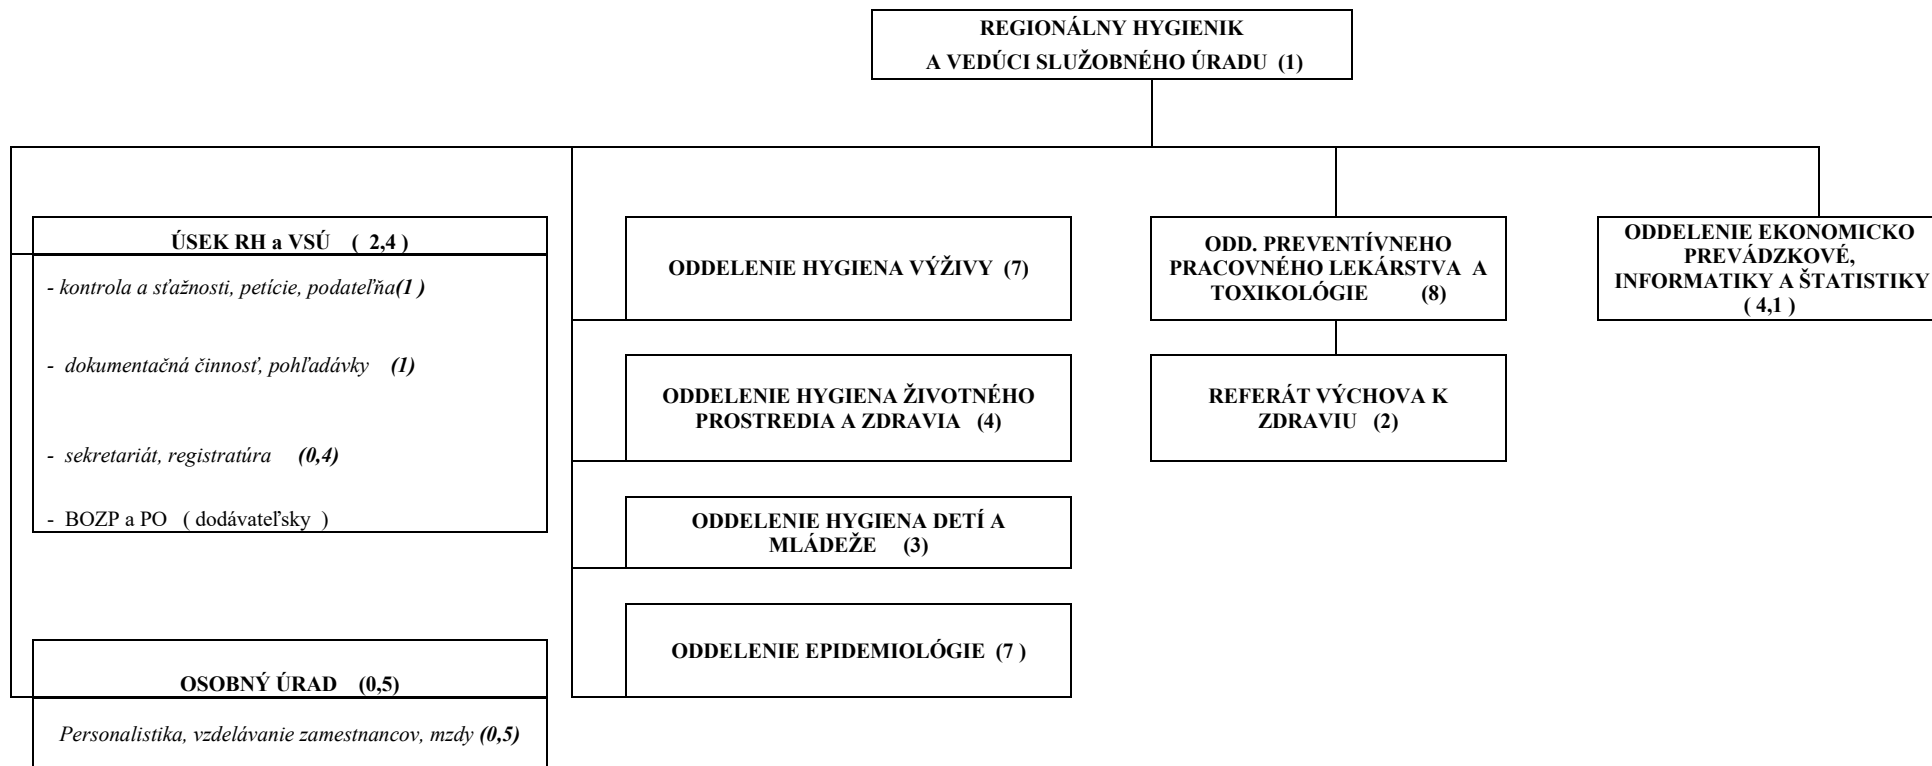 REGIONÁLNY HYGIENIK
A VEDÚCI SLUŽOBNÉHO ÚRADU (1)
ÚSEK RH a VSÚ ( 2,4 )
- kontrola a sťažnosti, petície, podateľňa(1 )
- dokumentačná činnosť, pohľadávky (1)
- sekretariát, registratúra (0,4)
- BOZP a PO ( dodávateľsky )
OSOBNÝ ÚRAD (0,5)
Personalistika, vzdelávanie zamestnancov, mzdy (0,5)
ODDELENIE HYGIENA VÝŽIVY (7)
ODDELENIE HYGIENA ŽIVOTNÉHO
PROSTREDIA A ZDRAVIA (4)
ODDELENIE HYGIENA DETÍ A
MLÁDEŽE (3)
ODDELENIE EPIDEMIOLÓGIE (7 )
ODD. PREVENTÍVNEHO
PRACOVNÉHO LEKÁRSTVA A
TOXIKOLÓGIE (8)
REFERÁT VÝCHOVA K
ZDRAVIU (2)
ODDELENIE EKONOMICKO
PREVÁDZKOVÉ,
INFORMATIKY A ŠTATISTIKY
( 4,1 )